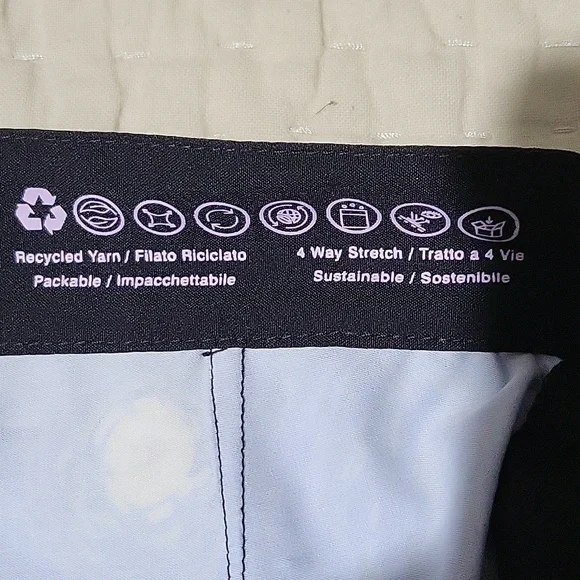 Recycled Yarn / Filato Riciclato
Packable / Impacchettabile
4 Way Stretch / Tratto a 4 Vie
Sustainable / Sostenibile